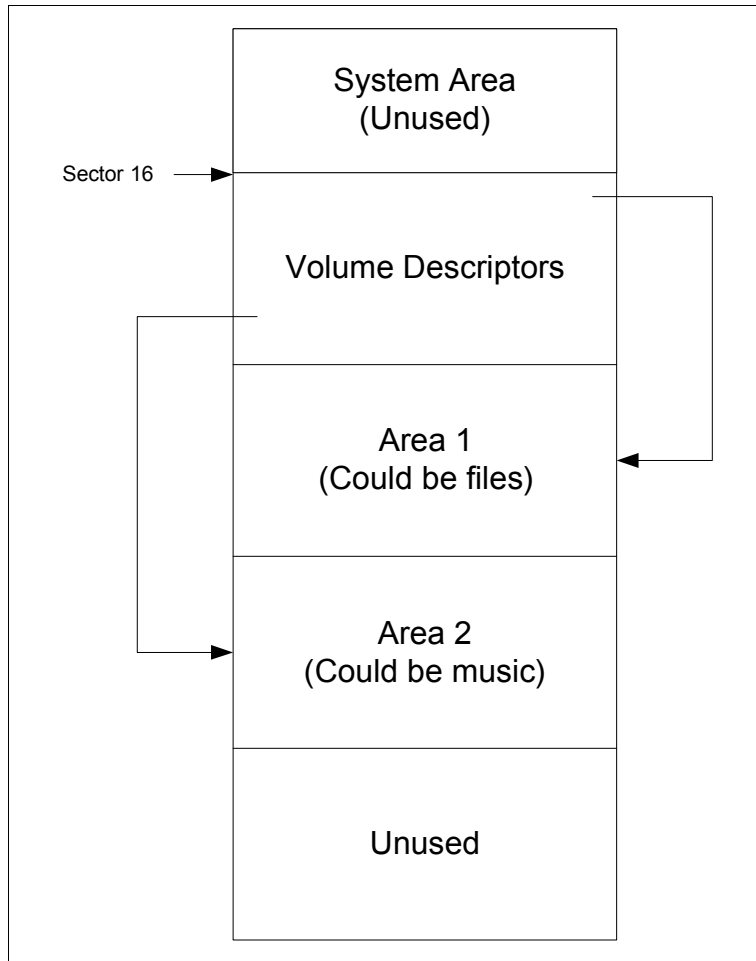 System Area
(Unused)
Sector 16
Volume Descriptors
Area 1
(Could be files)
Area 2
(Could be music)
Unused